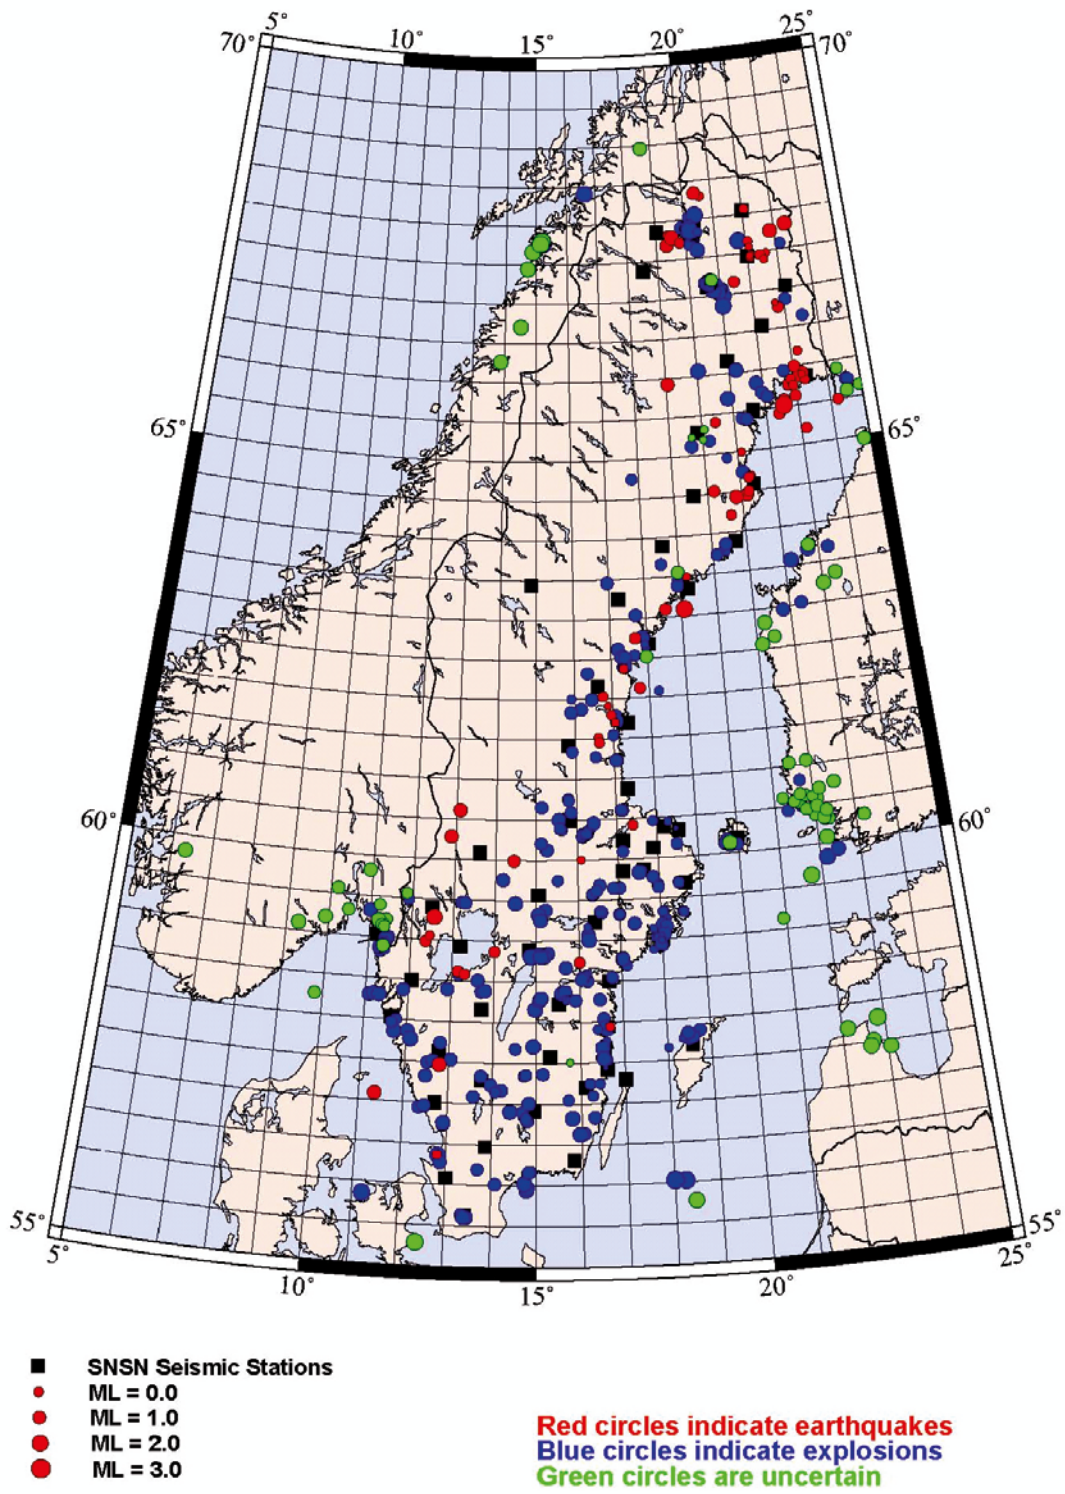 5° 10° 15° 20° 25°
70° 70°
65° 65°
60° 60°
55° 55°
5° 10° 15° 20° 25°
SNSN Seismic Stations
ML = 0.0
ML = 1.0
ML = 2.0
ML = 3.0
Red circles indicate earthquakes
Blue circles indicate explosions
Green circles are uncertain